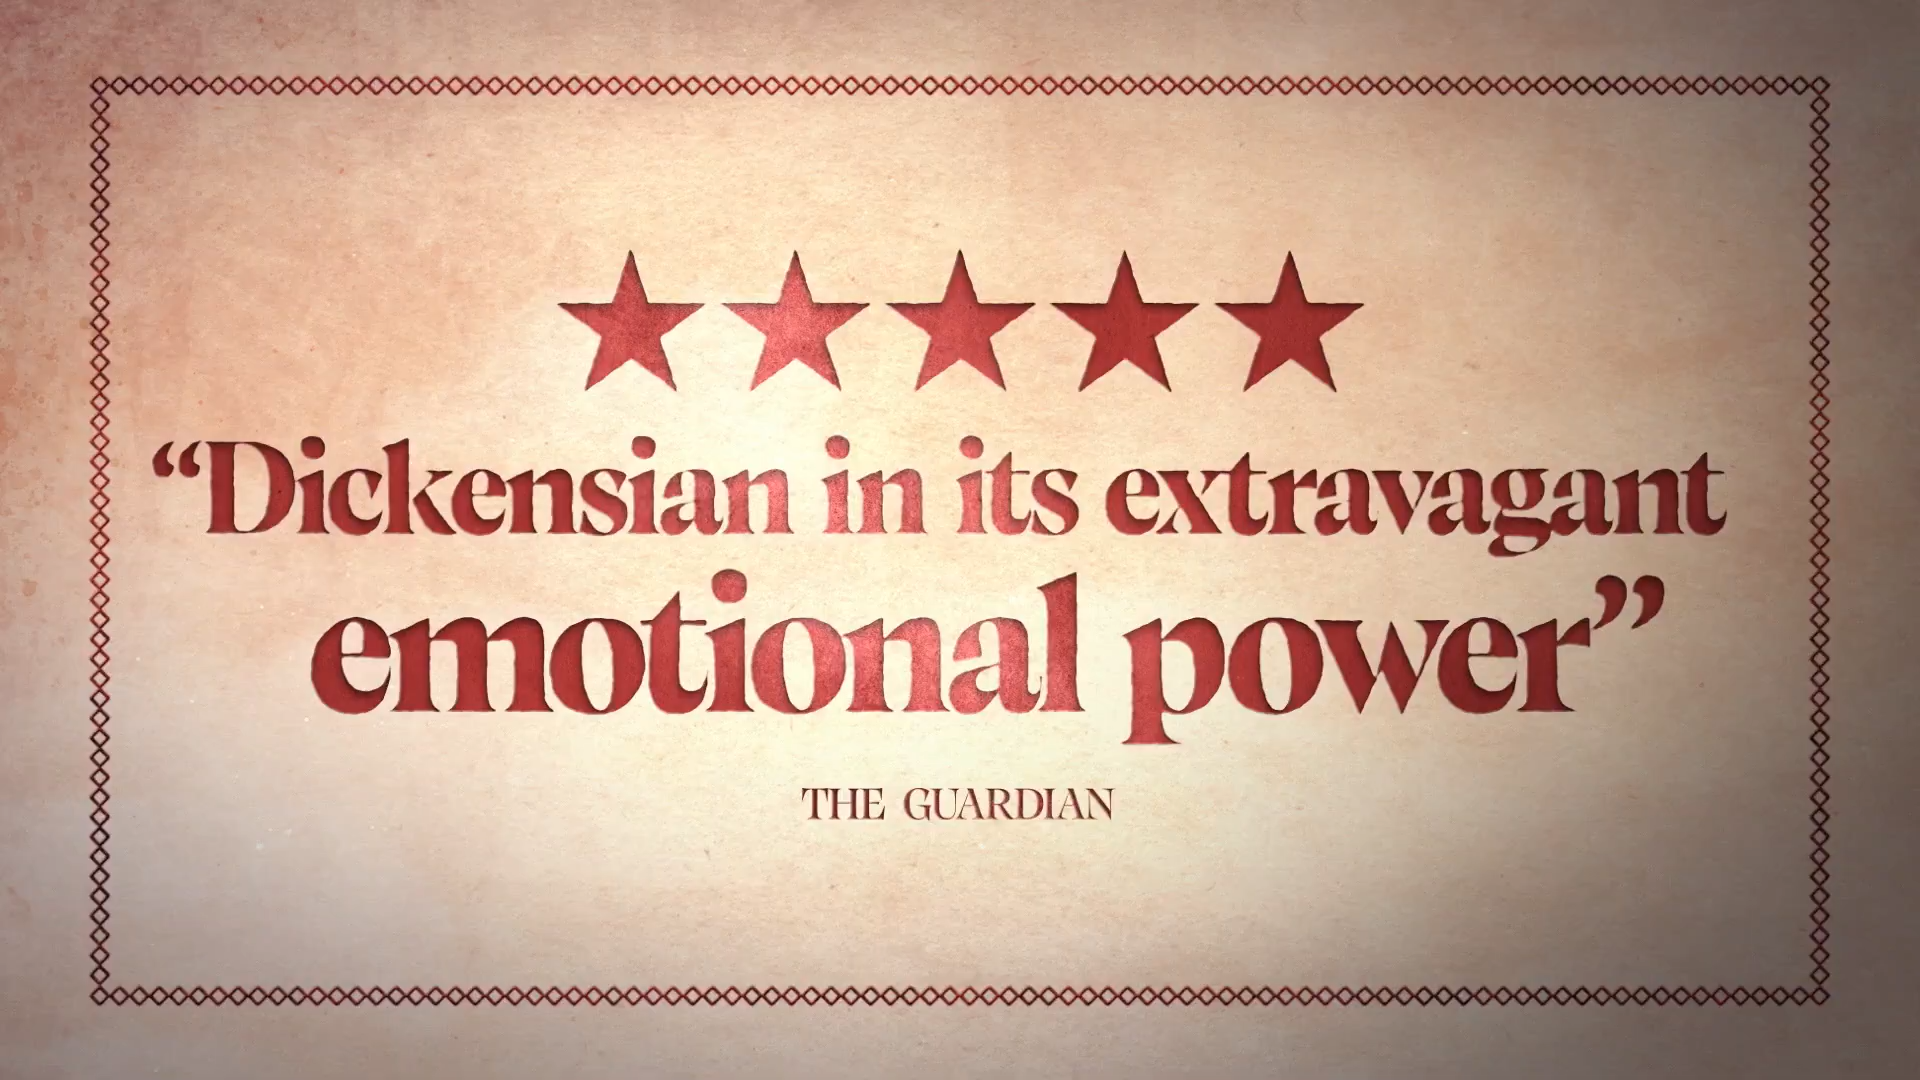 “Dickensian in its extravagant
emotional power”
THE GUARDIAN